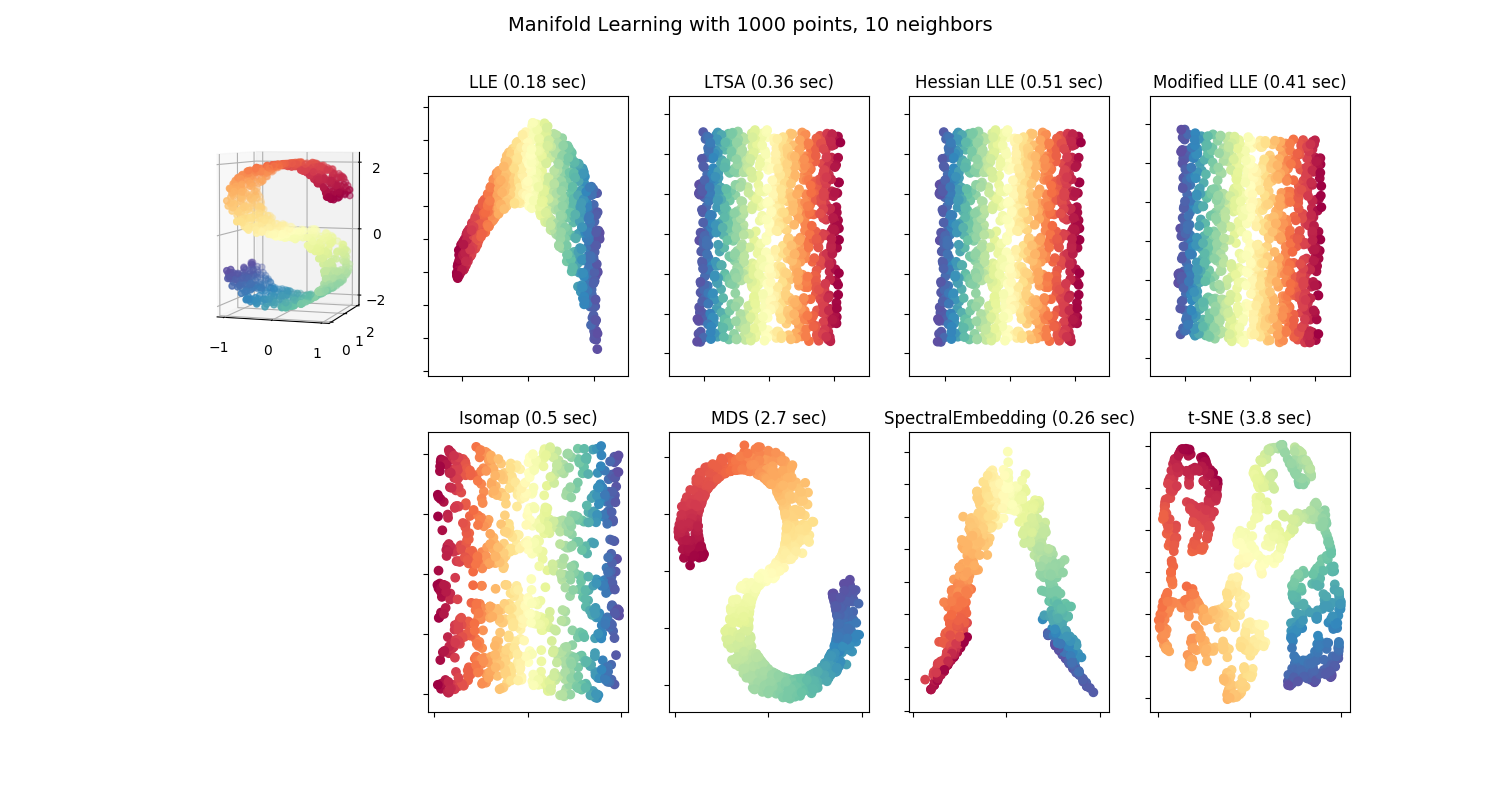 Manifold Learning with 1000 points, 10 neighbors
LLE (0.18 sec)
LTSA (0.36 sec)
Hessian LLE (0.51 sec)
Modified LLE (0.41 sec)
2
0
−2
−1
0
1
0
1
2
Isomap (0.5 sec)
MDS (2.7 sec)
SpectralEmbedding (0.26 sec)
t-SNE (3.8 sec)